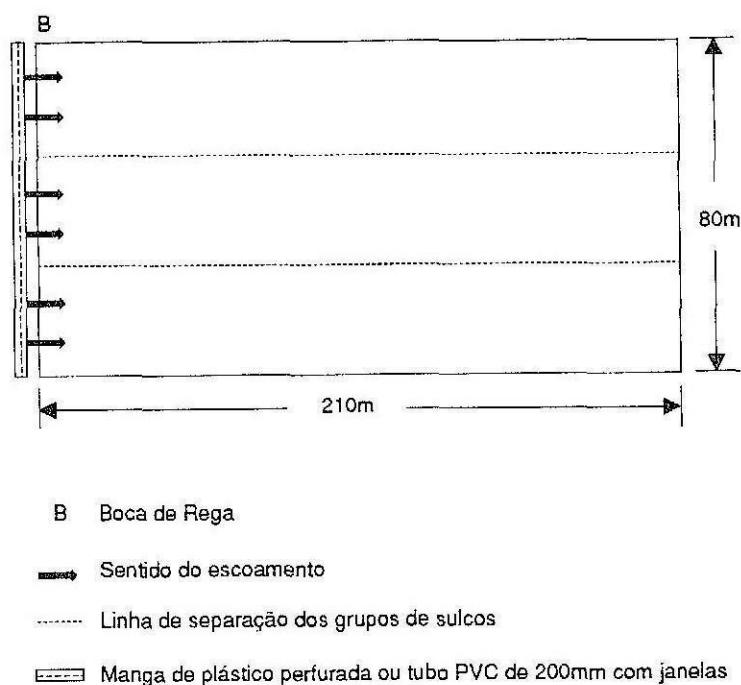 B
80m
210m
B Boca de Rega
Sentido do escoamento
Linha de separação dos grupos de sulcos
Manga de plástico perfurada ou tubo PVC de 200mm com janelas